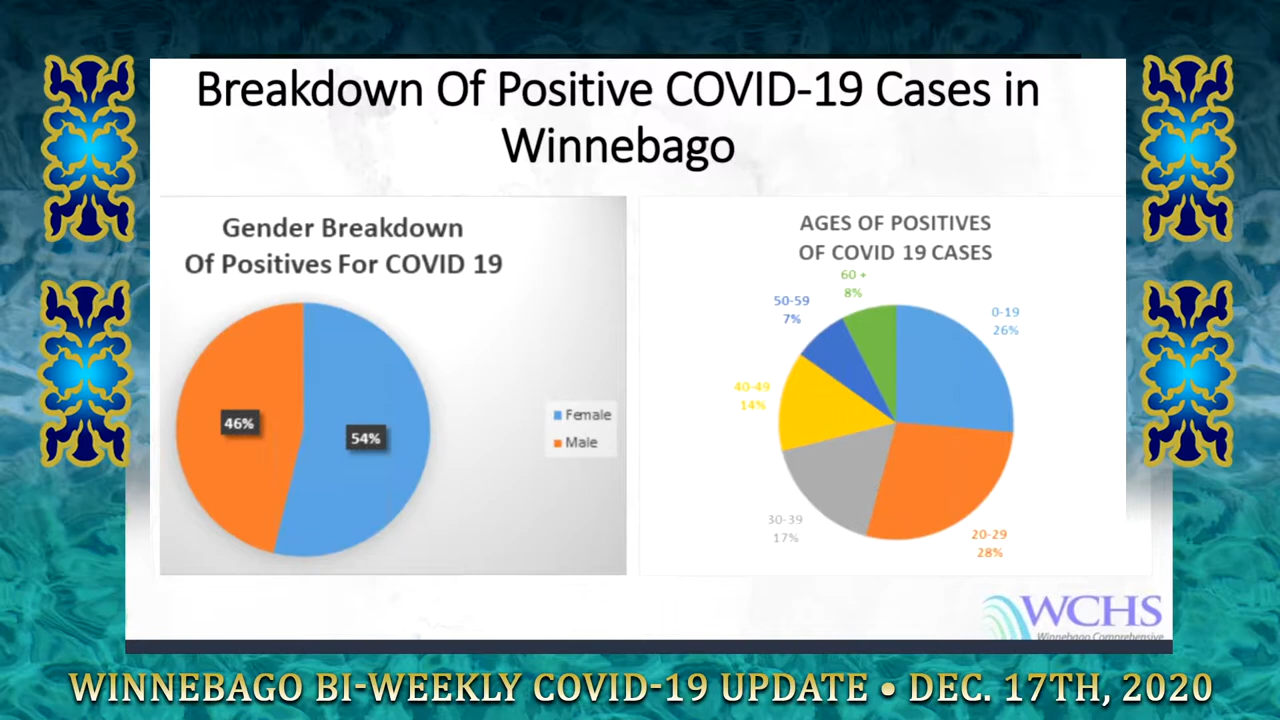 Breakdown Of Positive COVID-19 Cases in
Winnebago
Gender Breakdown
Of Positives For COVID 19
46%
54%
Female
Male
AGES OF POSITIVES
OF COVID 19 CASES
60 +
8%
50-59
7%
0-19
26%
40-49
14%
30-39
17%
20-29
28%
WCHS
Winnebago Comprehensive
WINNEBAGO BI-WEEKLY COVID-19 UPDATE • DEC. 17TH, 2020